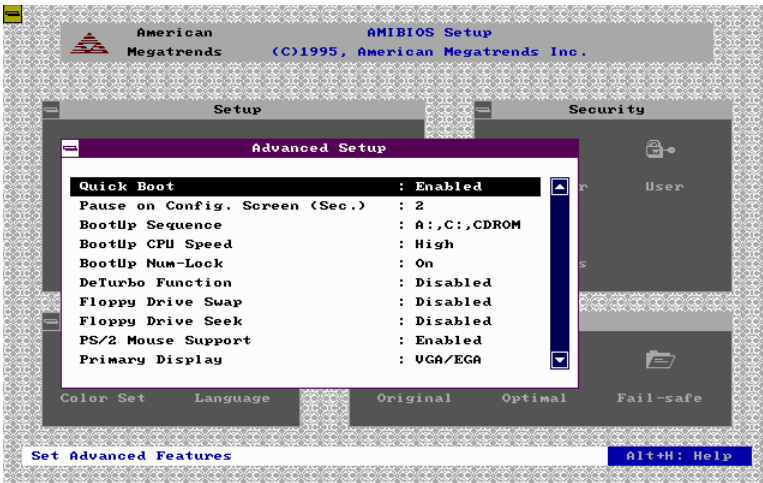 American
Megatrends
AMIBIOS Setup
(C)1995, American Megatrends Inc.
Setup
Security
Advanced Setup
Quick Boot : Enabled
Pause on Config. Screen (Sec.) : 2
BootUp Sequence : A:,C:,CDROM
BootUp CPU Speed : High
BootUp Num-Lock : On
DeTurbo Function : Disabled
Floppy Drive Swap : Disabled
Floppy Drive Seek : Disabled
PS/2 Mouse Support : Enabled
Primary Display : VGA/EGA
User
Color Set Language
Original Optimal Fail-safe
Set Advanced Features
Alt+H: Help